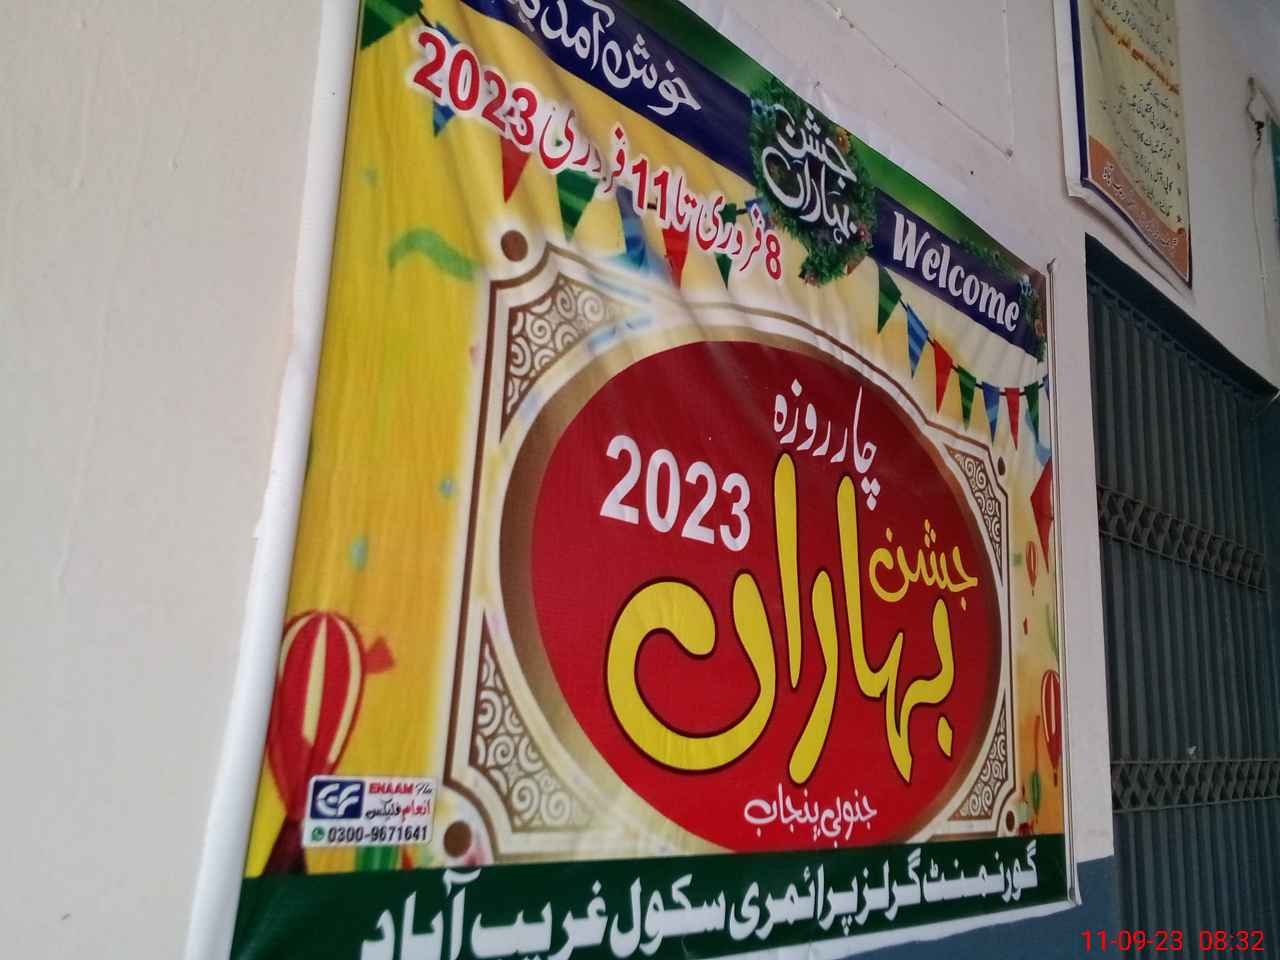 خوش آمدید
Welcome
جشن
بہاراں
8 فروری تا 11 فروری 2023
چار روزہ
2023
جشن
بہاراں
جنوبی پنجاب
ENAAM Flex
انعام فلیکس
0300-9671641
گورنمنٹ گرلز پرائمری سکول غریب آباد
11-09-23 08:32